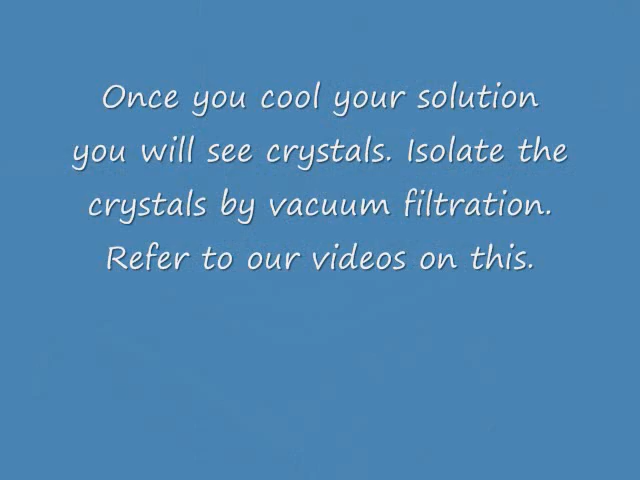 Once you cool your solution
you will see crystals. Isolate the
crystals by vacuum filtration.
Refer to our videos on this.